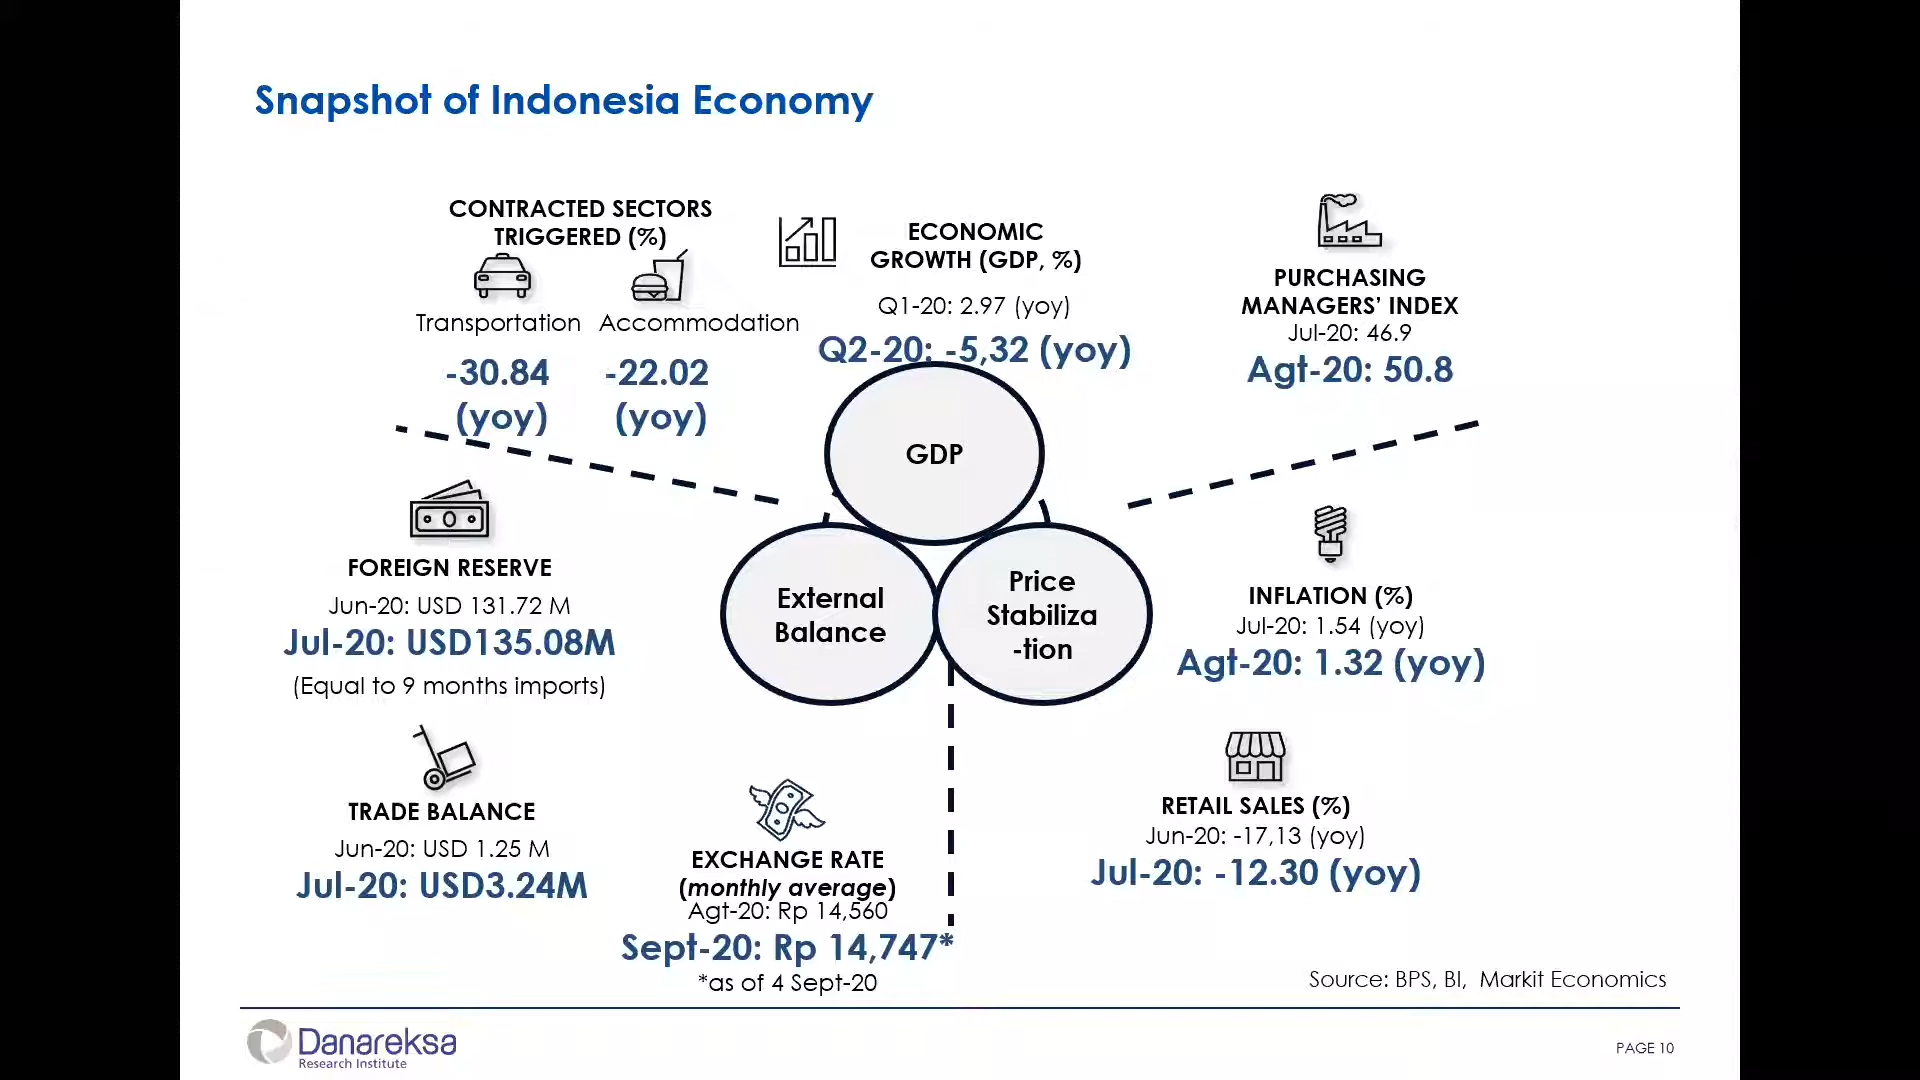 Snapshot of Indonesia Economy
CONTRACTED SECTORS
TRIGGERED (%)
Transportation
-30.84
(yoy)
Accommodation
-22.02
(yoy)
ECONOMIC
GROWTH (GDP, %)
Q1-20: 2.97 (yoy)
Q2-20: -5,32 (yoy)
PURCHASING
MANAGERS’ INDEX
Jul-20: 46.9
Agt-20: 50.8
GDP
External
Balance
Price
Stabiliza
-tion
FOREIGN RESERVE
Jun-20: USD 131.72 M
Jul-20: USD135.08M
(Equal to 9 months imports)
TRADE BALANCE
Jun-20: USD 1.25 M
Jul-20: USD3.24M
EXCHANGE RATE
(monthly average)
Agt-20: Rp 14,560
Sept-20: Rp 14,747*
*as of 4 Sept-20
INFLATION (%)
Jul-20: 1.54 (yoy)
Agt-20: 1.32 (yoy)
RETAIL SALES (%)
Jun-20: -17,13 (yoy)
Jul-20: -12.30 (yoy)
Source: BPS, BI,  Markit Economics
Danareksa
Research Institute
PAGE 10